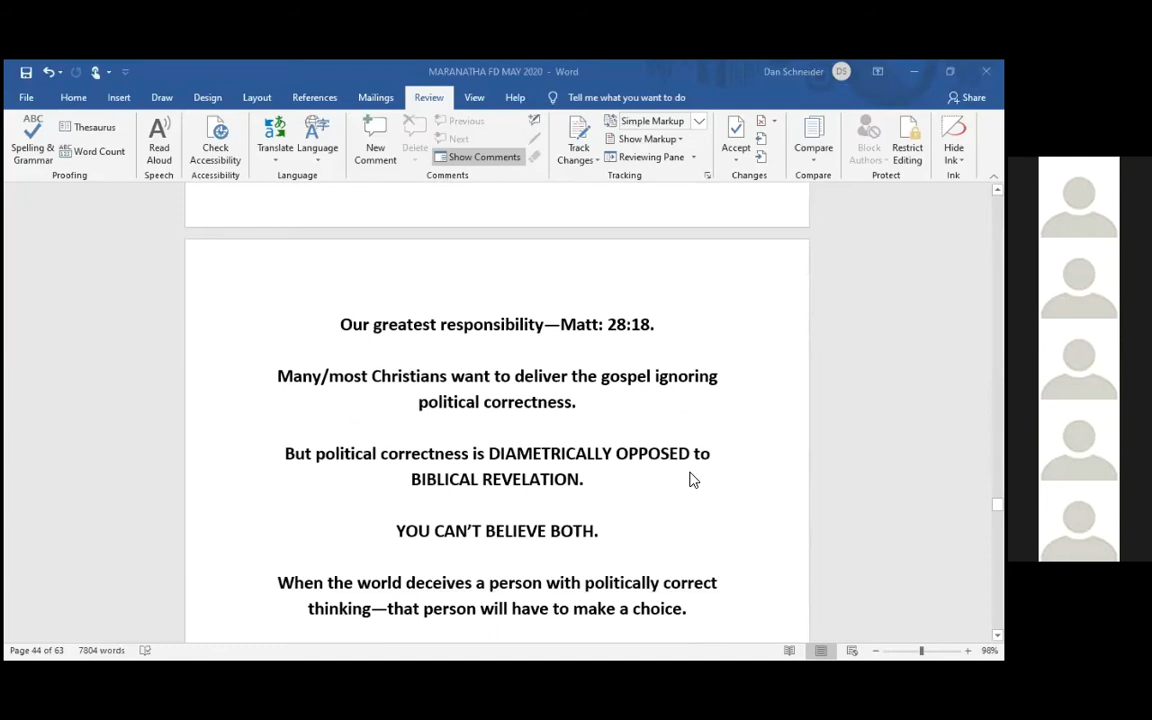 MARANATHA FD MAY 2020 - Word
Dan Schneider DS
File Home Insert Draw Design Layout References Mailings Review View Help Tell me what you want to do Share
ABC Spelling & Grammar
Thesaurus
Word Count
Proofing
Read Aloud
Speech
Check Accessibility
Accessibility
Translate Language
Language
New Comment
Delete
Previous
Next
Show Comments
Comments
Track Changes
Simple Markup
Show Markup
Reviewing Pane
Tracking
Accept
Changes
Compare
Compare
Block Authors
Restrict Editing
Protect
Hide Ink
Ink
Our greatest responsibility—Matt: 28:18.
Many/most Christians want to deliver the gospel ignoring
political correctness.
But political correctness is DIAMETRICALLY OPPOSED to
BIBLICAL REVELATION.
YOU CAN’T BELIEVE BOTH.
When the world deceives a person with politically correct
thinking—that person will have to make a choice.
Page 44 of 63 7804 words 98%